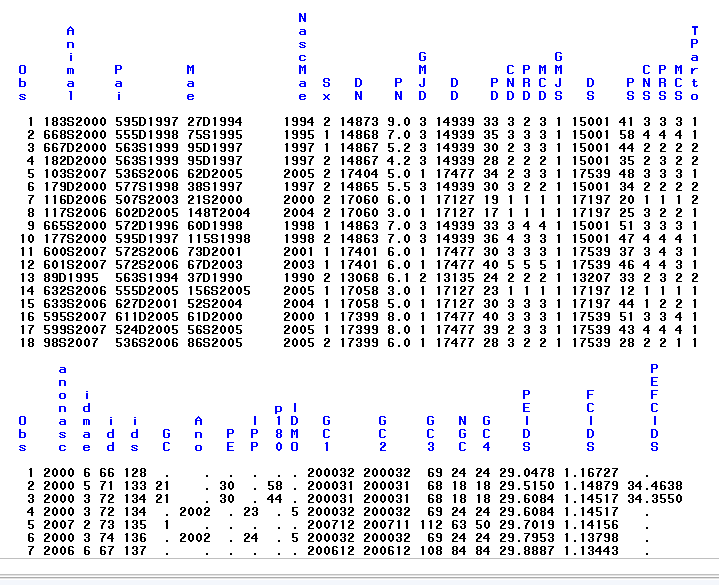 Obs Animal Pai Mae NascMae Sx DN PN GMJD DD PD CND PRD MCD GMJS DS PS CNS PRS MCS TParto
1 183S2000 595D1997 27D1994 1994 2 14873 9.0 3 14939 33 3 2 3 1 15001 41 3 3 3 1
2 668S2000 555D1998 75S1995 1995 1 14868 7.0 3 14939 35 3 3 3 1 15001 58 4 4 4 1
3 667D2000 563S1999 95D1997 1997 1 14867 5.2 3 14939 30 2 3 3 1 15001 44 2 2 2 2
4 182D2000 563S1999 95D1997 1997 2 14867 4.2 3 14939 28 2 2 2 1 15001 35 2 3 2 2
5 103S2007 536S2006 62D2005 2005 2 17404 5.0 1 17477 34 2 3 3 1 17539 48 3 3 3 1
6 179D2000 577S1998 38S1997 1997 2 14865 5.5 3 14939 30 3 2 2 1 15001 34 2 2 2 2
7 116D2006 507S2003 21S2000 2000 2 17060 6.0 1 17127 19 1 1 1 1 17197 20 1 1 1 2
8 117S2006 602D2005 148T2004 2004 2 17060 3.0 1 17127 17 1 1 1 1 17197 25 3 2 2 1
9 665S2000 572D1996 60D1998 1998 1 14863 7.0 3 14939 33 3 4 4 1 15001 51 3 3 3 1
10 177S2000 595D1997 115S1998 1998 2 14863 7.0 3 14939 36 4 3 3 1 15001 47 4 4 4 1
11 600S2007 572S2006 73D2001 2001 1 17401 6.0 1 17477 30 3 3 3 1 17539 37 3 4 3 1
12 601S2007 572S2006 67D2003 2003 1 17401 6.0 1 17477 40 5 5 5 1 17539 46 4 4 3 1
13 89D1995 564D1994 37D1990 1990 2 13068 6.1 2 13135 24 2 2 2 1 13207 33 2 3 2 2
14 632S2006 555D2005 156S2005 2005 1 17058 3.0 1 17127 23 1 1 1 1 17197 12 1 1 1 1
15 633S2006 627D2001 52S2004 2004 1 17058 5.0 1 17127 30 3 3 3 1 17197 44 1 2 2 1
16 595S2007 611D2005 61D2000 2000 1 17399 8.0 1 17477 40 3 3 3 1 17539 51 3 3 4 1
17 599S2007 524D2005 56S2005 2005 1 17399 8.0 1 17477 39 2 3 3 1 17539 43 4 4 4 1
18 98S2007 536S2006 86S2005 2005 2 17399 6.0 1 17477 28 3 2 2 1 17539 28 2 2 1 1
Obs anonasc idmae idd ids GC Ano PE IPP p180 IDMO GC1 GC2 GC3 NGC GC4 PEIDS FCIDS PEFCIDS
1 2000 6 66 128 . . . . . . 200032 200032 69 24 24 29.0478 1.16727 .
2 2000 5 71 133 21 . 30 . 58 . 200031 200031 68 18 18 29.5150 1.14879 34.4638
3 2000 3 72 134 21 . 30 . 44 . 200031 200031 68 18 18 29.6084 1.14517 34.3550
4 2000 3 72 134 . 2002 . 23 . 5 200032 200032 69 24 24 29.6084 1.14517 .
5 2007 2 73 135 1 . . . . . 200712 200711 112 63 50 29.7019 1.14156 .
6 2000 3 74 136 . 2002 . 24 . 5 200032 200032 69 24 24 29.7953 1.13798 .
7 2006 6 67 137 . . . . . . 200612 200612 108 84 84 29.8887 1.13443 .